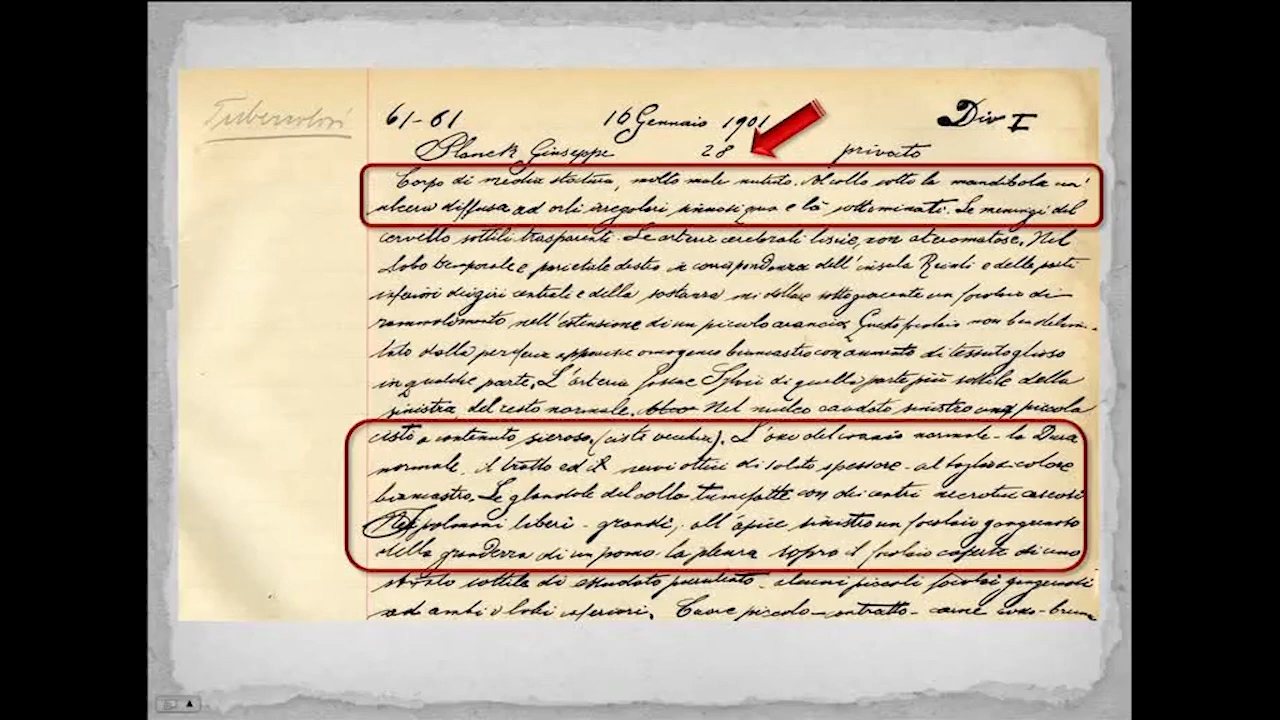 Tubercolosi
61-61 16 Gennaio 1901 Div I
Planck Giuseppe 28 privato
Corpo di media statura, molto male nutrito. Al collo sotto la mandibola un'
ulcera diffusa ad orli irregolari sinuosi qua e là sottominati. Le meningi del
cervello sottili trasparenti. Le arterie cerebrali liscie, non ateromatose. Nel
lobo temporale e parietale destro in corrispondenza dell'insula Reinli e delle parti
inferiori dei giri centrali e della sostanza midollare sottogiacente un focolaio di
rammolimento nell'estensione di un piccolo arancio. Questo focolaio non ben delimi-
tato dalla periferia apparisce omogeneo biancastro con aumento di tessuto glioso
in qualche parte. L'arteria fossae Sylvii di quella parte più sottile della
sinistra, del resto normale. Nel nucleo caudato sinistro una piccola
cisti a contenuto sieroso (ciste vecchia). L'osso del cranio normale - la Dura
normale, il tratto ed i nervi ottici di solito spessore - al taglio di colore
biancastro. Le glandole del collo tumefatte con dei centri necrotici caseosi
polmoni liberi - grandi, all'apice sinistro un focolaio gangrenoso
della grandezza di un pomo - la pleura sopra il focolaio coperta di uno
strato sottile di essudato purulento - alcuni piccoli focolai gangrenosi
ad ambi i lobi inferiori. Cuore piccolo - contratto - carne rosso-bruna